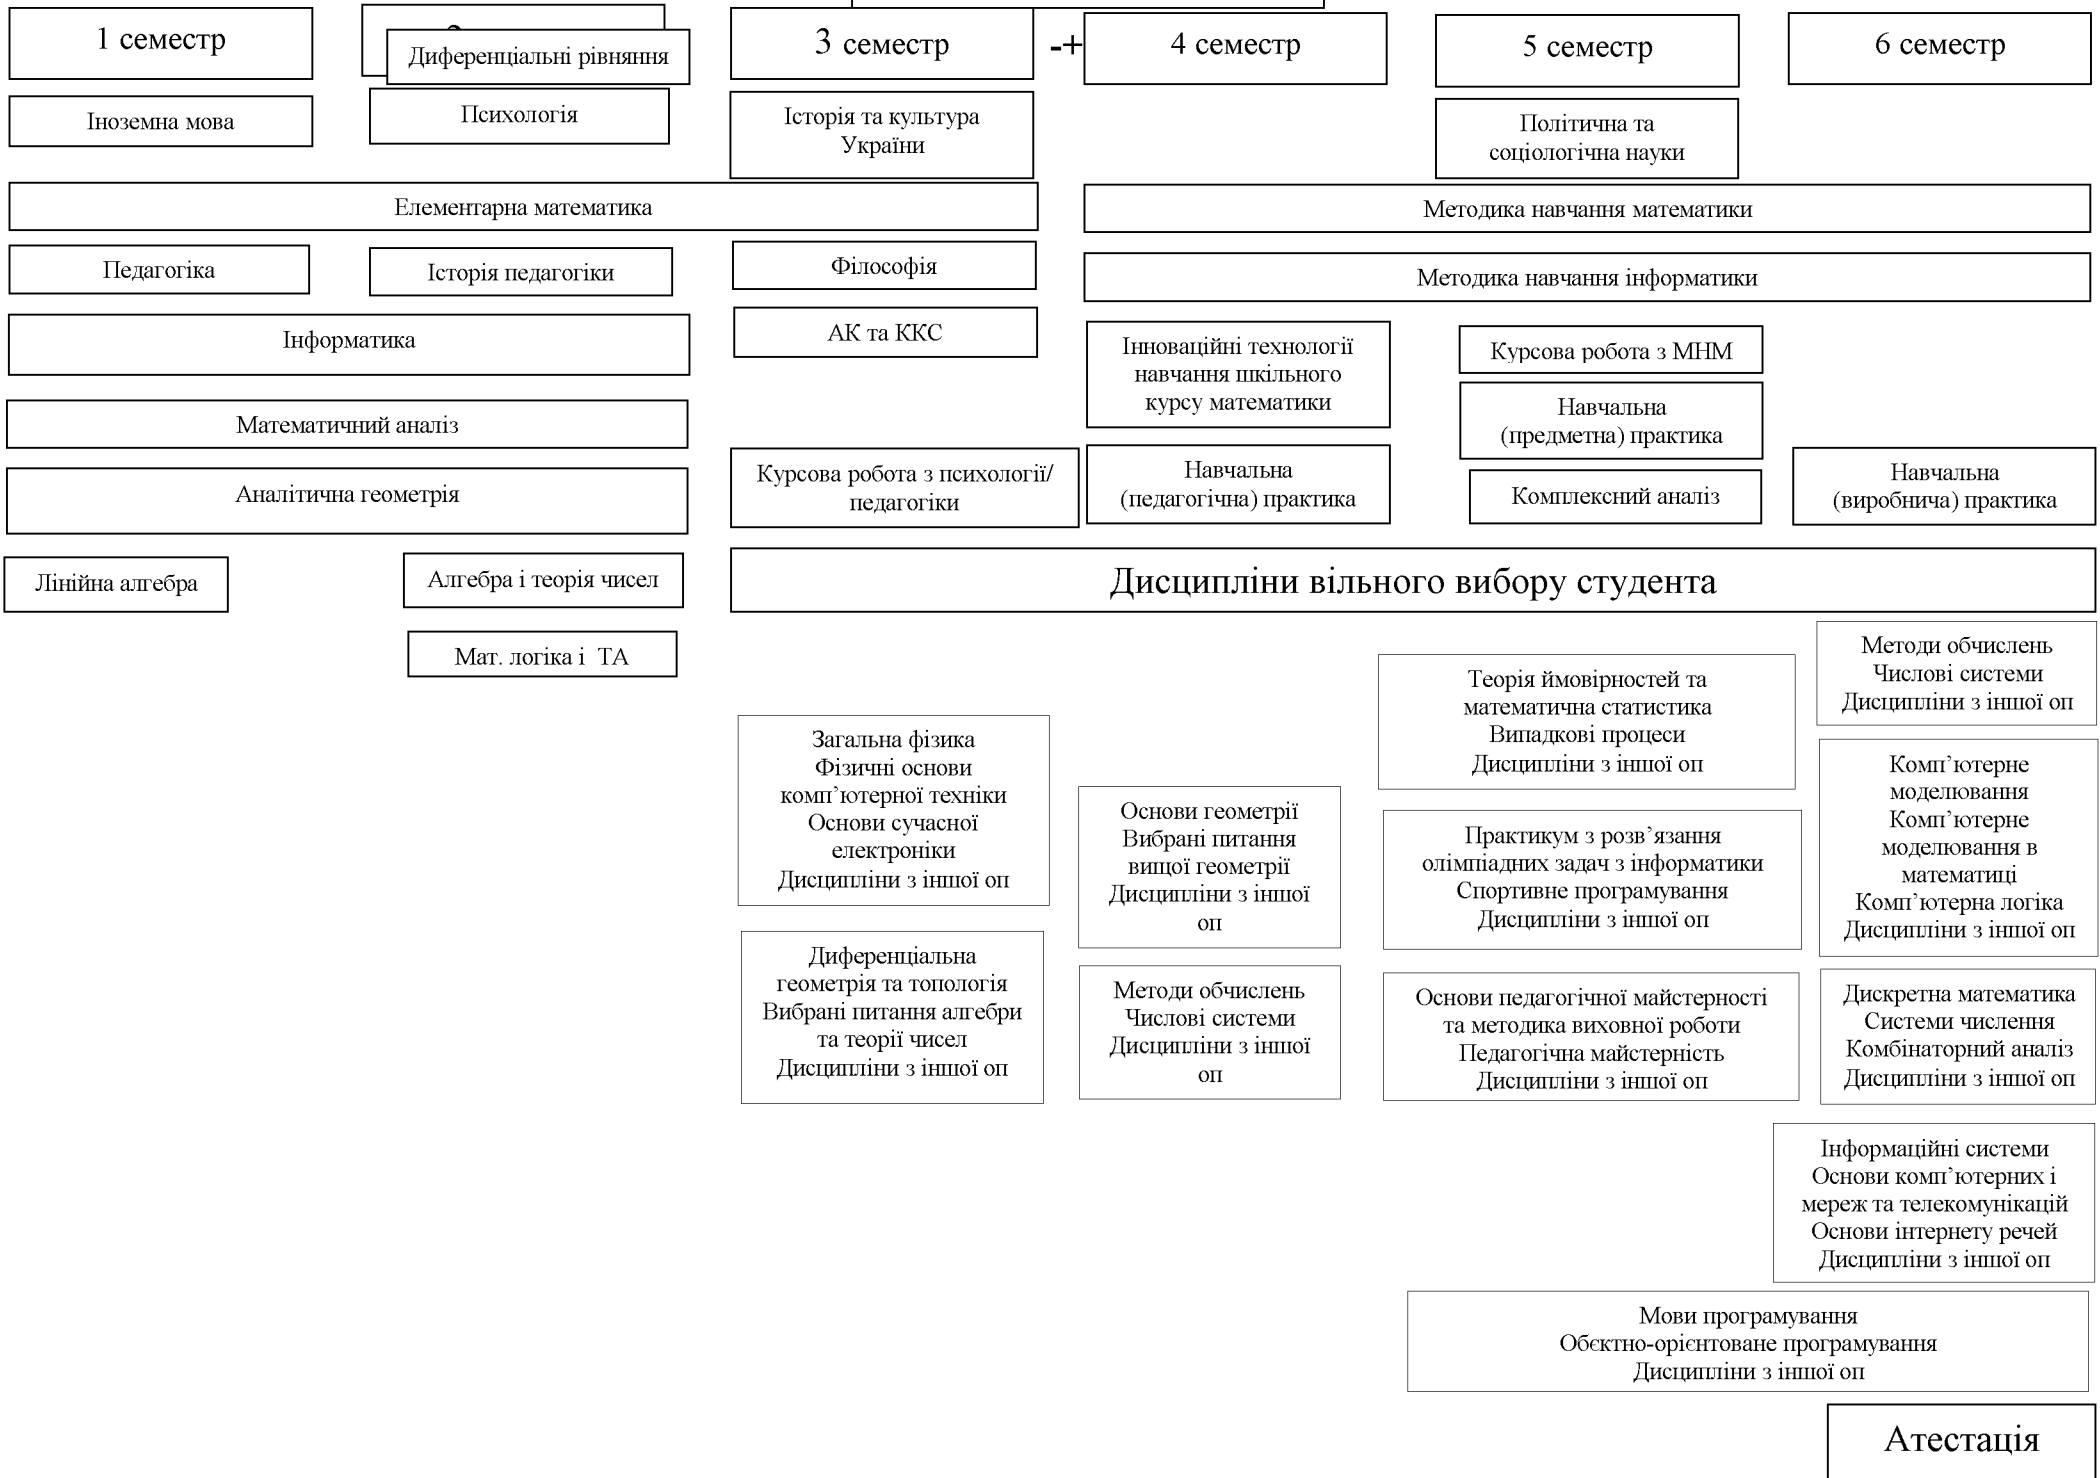 1 семестр
Диференціальні рівняння
3 семестр
-+
4 семестр
5 семестр
6 семестр
Іноземна мова
Психологія
Історія та культура
України
Політична та
соціологічна науки
Елементарна математика
Методика навчання математики
Педагогіка
Історія педагогіки
Філософія
Методика навчання інформатики
Інформатика
АК та ККС
Інноваційні технології
навчання шкільного
курсу математики
Курсова робота з МНМ
Навчальна
(предметна) практика
Математичний аналіз
Аналітична геометрія
Курсова робота з психології/
педагогіки
Навчальна
(педагогічна) практика
Комплексний аналіз
Навчальна
(виробнича) практика
Лінійна алгебра
Алгебра і теорія чисел
Дисципліни вільного вибору студента
Мат. логіка і ТА
Загальна фізика
Фізичні основи
комп’ютерної техніки
Основи сучасної
електроніки
Дисципліни з іншої оп
Диференціальна
геометрія та топологія
Вибрані питання алгебри
та теорії чисел
Дисципліни з іншої оп
Основи геометрії
Вибрані питання
вищої геометрії
Дисципліни з іншої
оп
Методи обчислень
Числові системи
Дисципліни з іншої
оп
Теорія ймовірностей та
математична статистика
Випадкові процеси
Дисципліни з іншої оп
Практикум з розв’язання
олімпіадних задач з інформатики
Спортивне програмування
Дисципліни з іншої оп
Основи педагогічної майстерності
та методика виховної роботи
Педагогічна майстерність
Дисципліни з іншої оп
Методи обчислень
Числові системи
Дисципліни з іншої оп
Комп’ютерне
моделювання
Комп’ютерне
моделювання в
математиці
Комп’ютерна логіка
Дисципліни з іншої оп
Дискретна математика
Системи числення
Комбінаторний аналіз
Дисципліни з іншої оп
Інформаційні системи
Основи комп’ютерних і
мереж та телекомунікацій
Основи інтернету речей
Дисципліни з іншої оп
Мови програмування
Обєктно-орієнтоване програмування
Дисципліни з іншої оп
Атестація